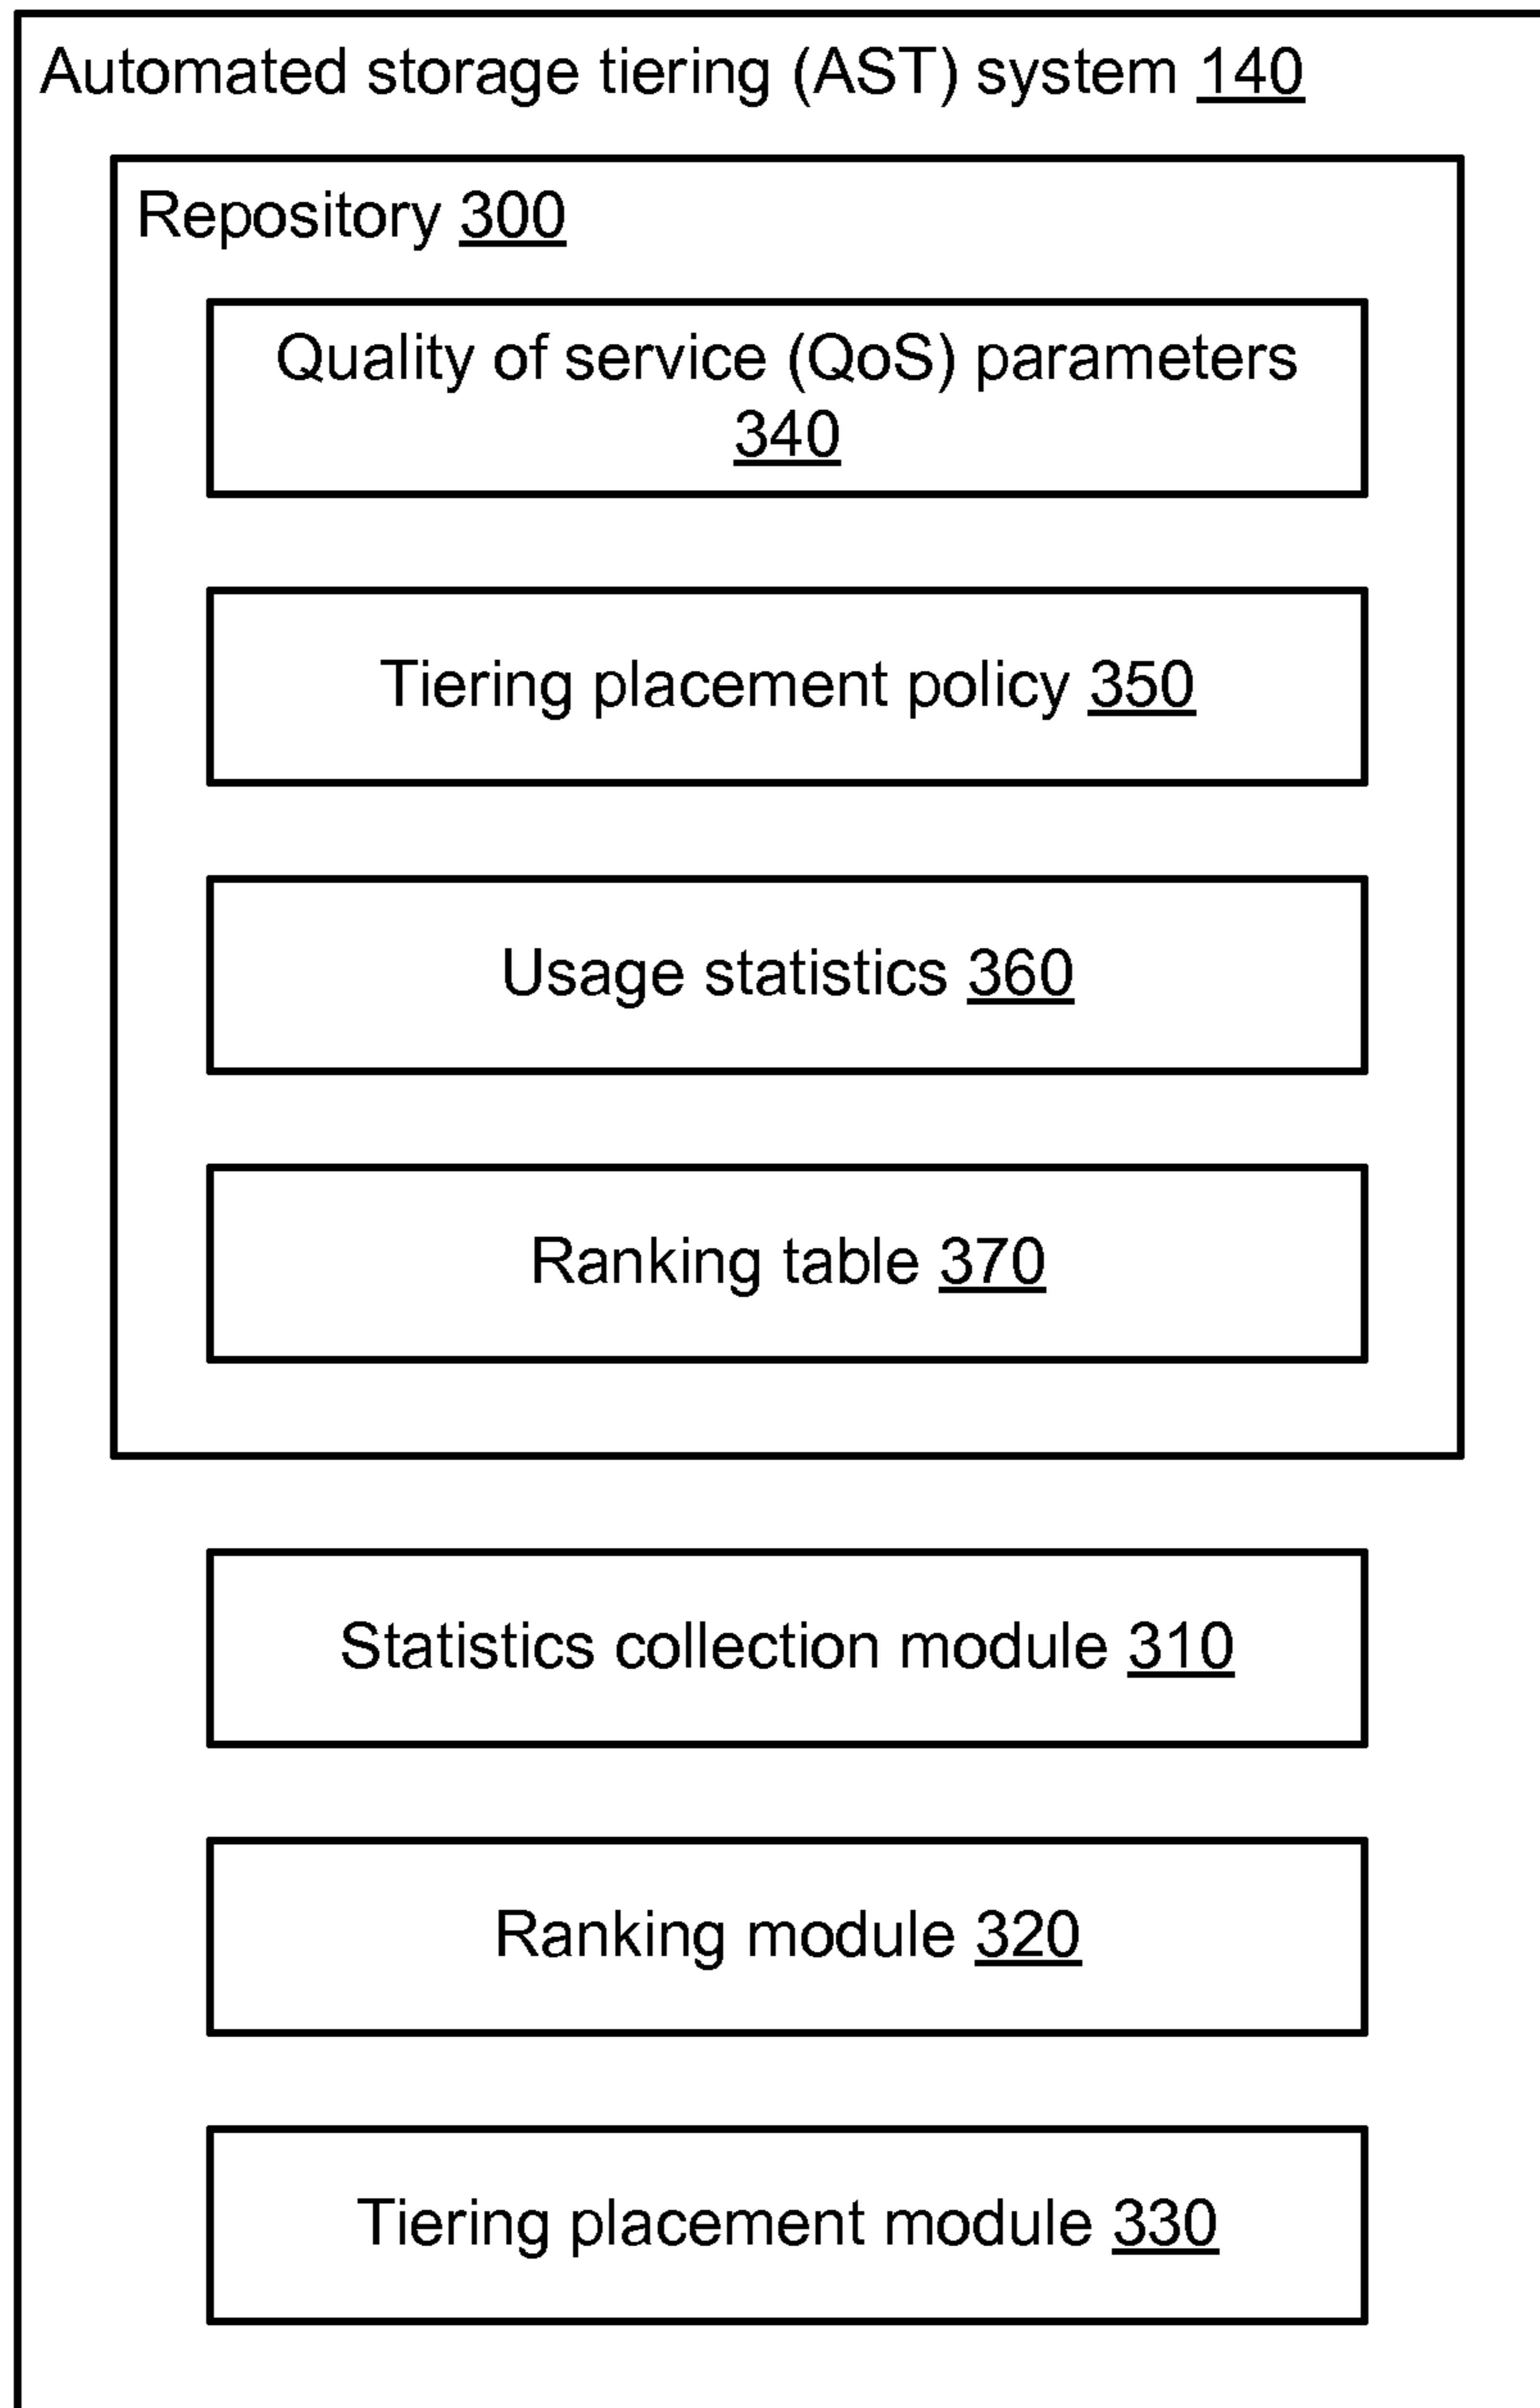 Automated storage tiering (AST) system 140
Repository 300
Quality of service (QoS) parameters
340
Tiering placement policy 350
Usage statistics 360
Ranking table 370
Statistics collection module 310
Ranking module 320
Tiering placement module 330